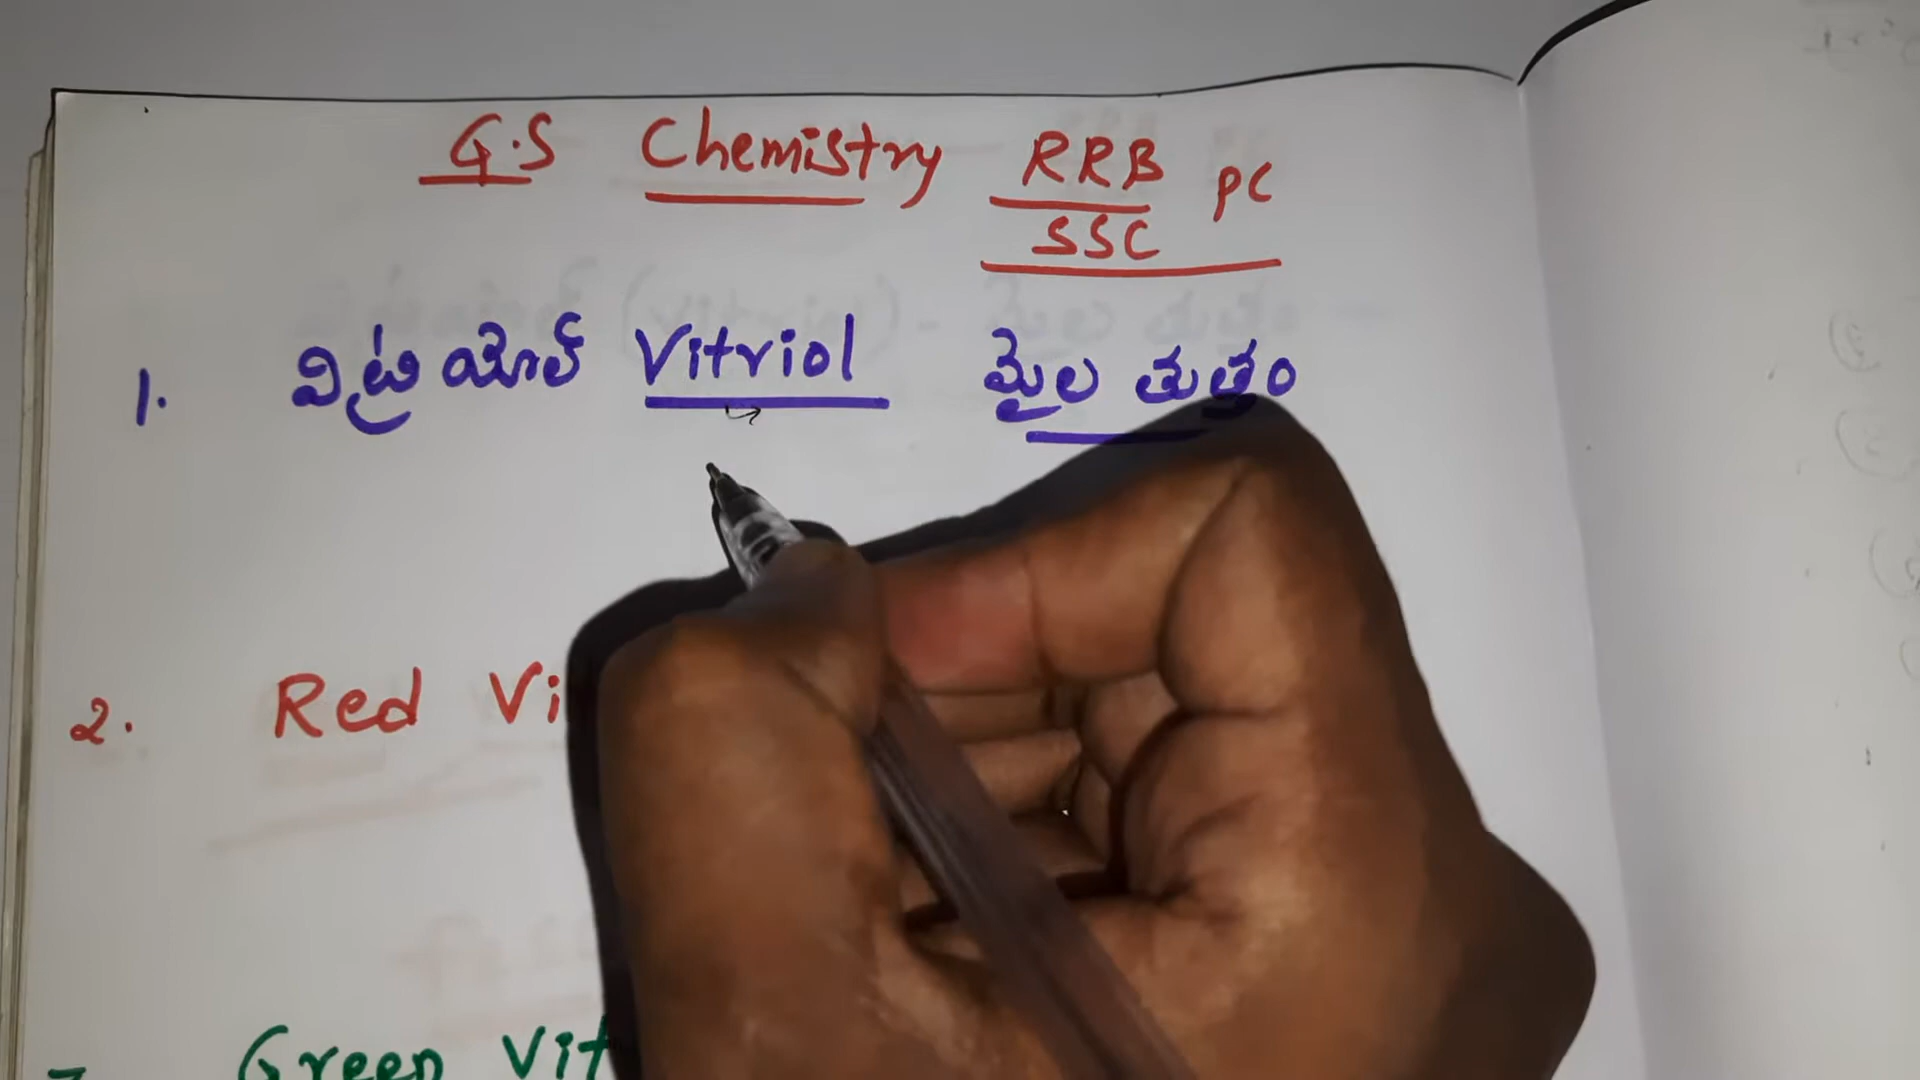 G.S Chemistry RRB PC
SSC
1. విట్రియోల్ Vitriol మైల తుత్తం
2. Red Vi
Green Vit